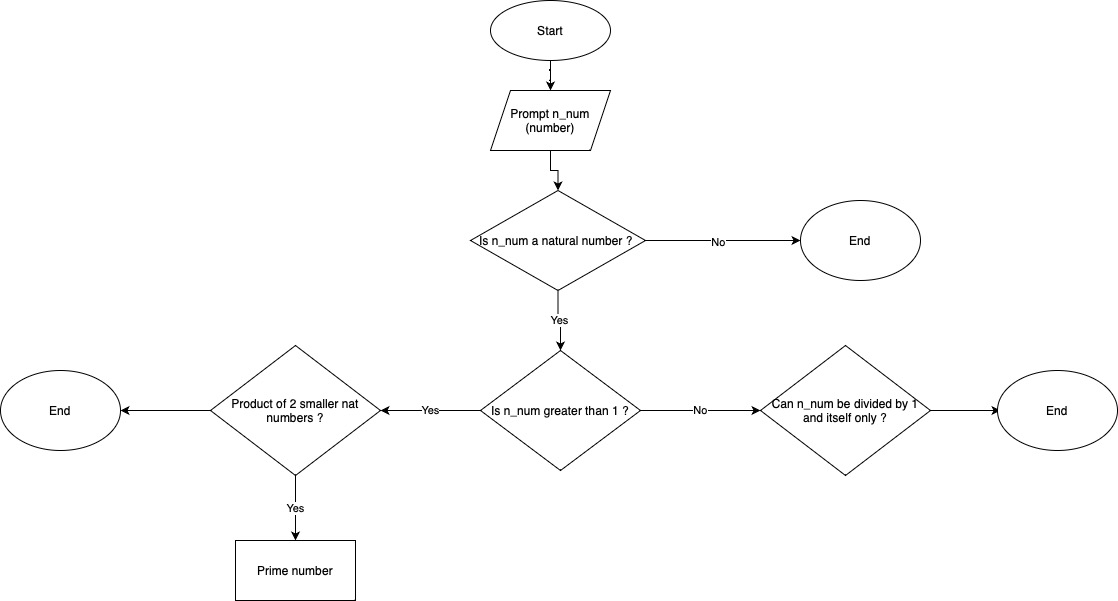 Start
Prompt n_num
(number)
Is n_num a natural number ?
No
End
Yes
End
Product of 2 smaller nat
numbers ?
Yes
Is n_num greater than 1 ?
No
Can n_num be divided by 1
and itself only ?
End
Yes
Prime number